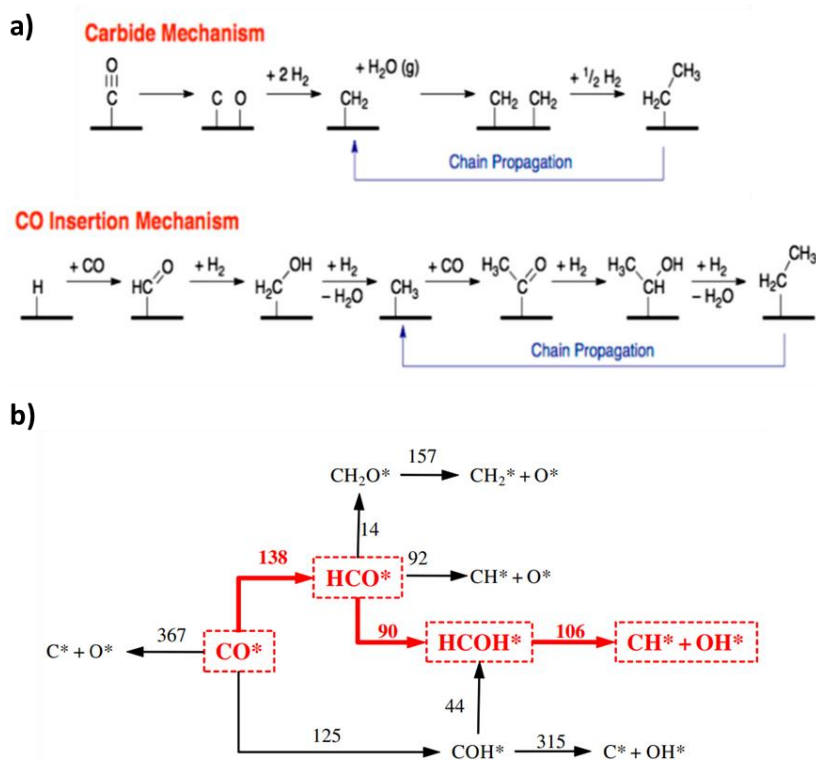 a)
Carbide Mechanism
O
C
C O
+ 2 H₂
CH₂
+ H₂O (g)
CH₂ CH₂
+ ½ H₂
CH₃
H₂C
Chain Propagation
CO Insertion Mechanism
H
+ CO
HC O
+ H₂
OH
H₂C
+ H₂
– H₂O
CH₃
+ CO
H₃C O
C
+ H₂
H₃C OH
CH
+ H₂
– H₂O
CH₃
H₂C
Chain Propagation
b)
CH₂O* 157 CH₂* + O*
14
138 HCO* 92 CH* + O*
90 HCOH* 106 CH* + OH*
C* + O* 367 CO*
44
125 COH* 315 C* + OH*